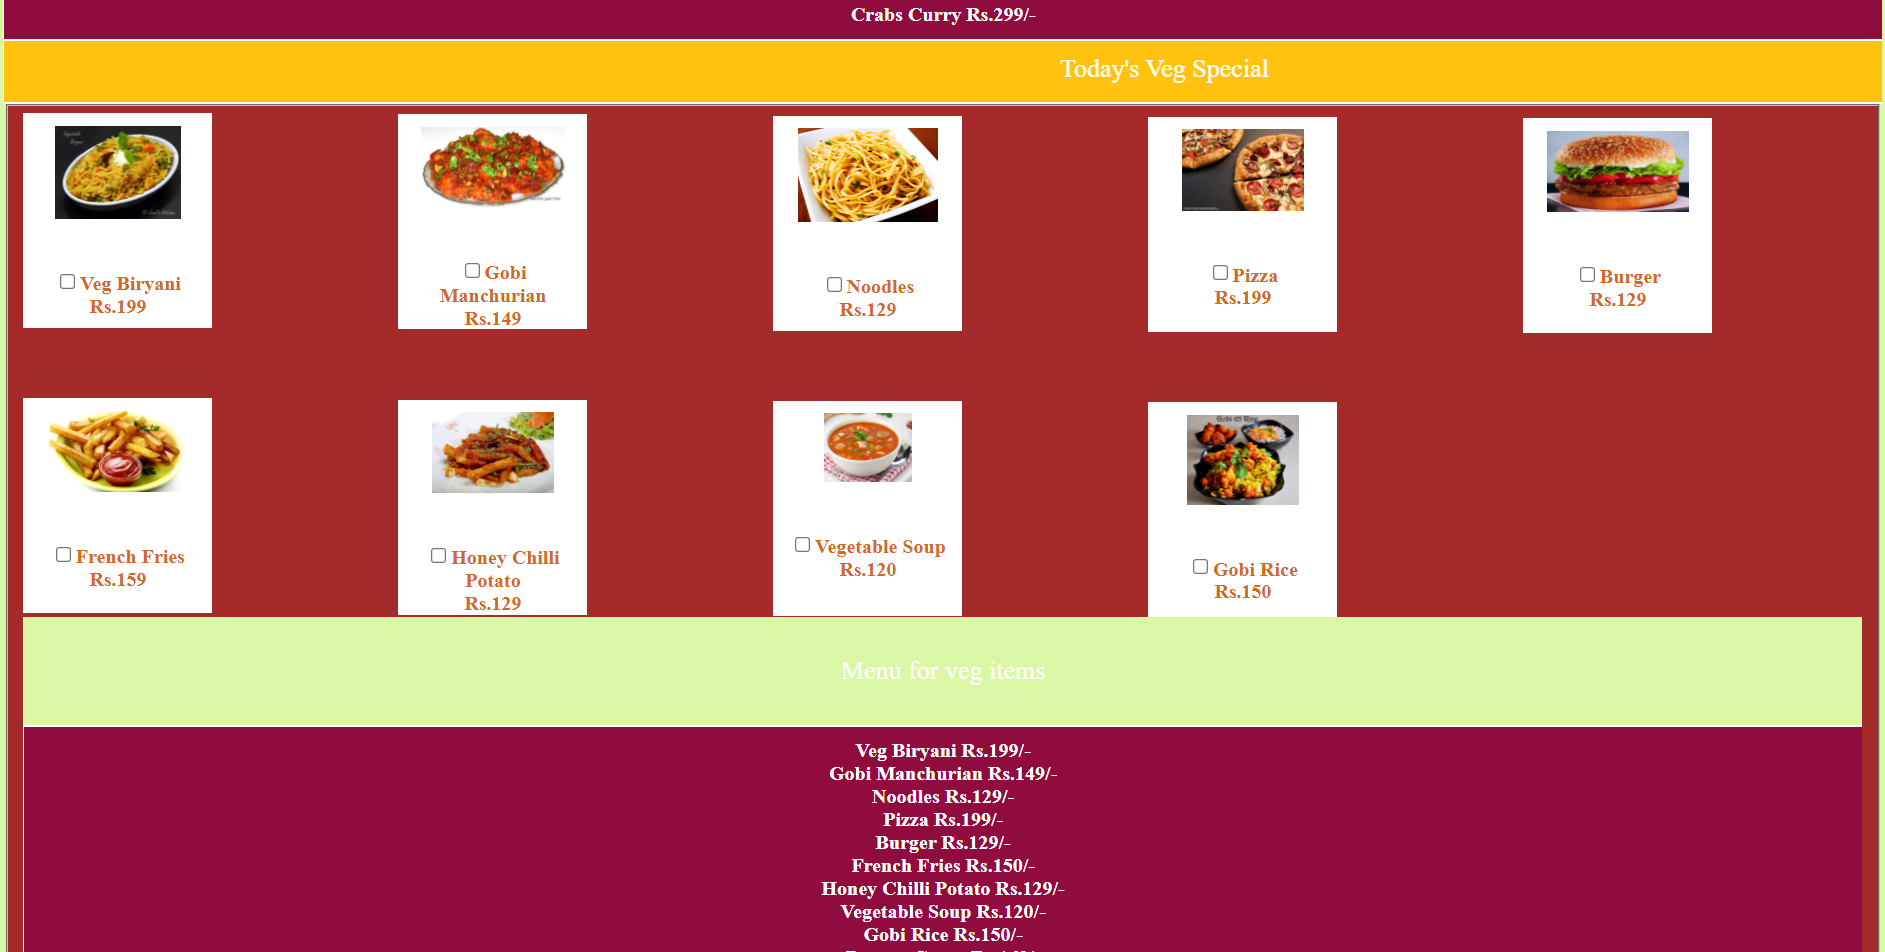 Crabs Curry Rs.299/-
Today's Veg Special
Veg Biryani
Rs.199
Gobi
Manchurian
Rs.149
Noodles
Rs.129
Pizza
Rs.199
Burger
Rs.129
French Fries
Rs.159
Honey Chilli
Potato
Rs.129
Vegetable Soup
Rs.120
Gobi & Rice
Gobi Rice
Rs.150
Menu for veg items
Veg Biryani Rs.199/-
Gobi Manchurian Rs.149/-
Noodles Rs.129/-
Pizza Rs.199/-
Burger Rs.129/-
French Fries Rs.150/-
Honey Chilli Potato Rs.129/-
Vegetable Soup Rs.120/-
Gobi Rice Rs.150/-